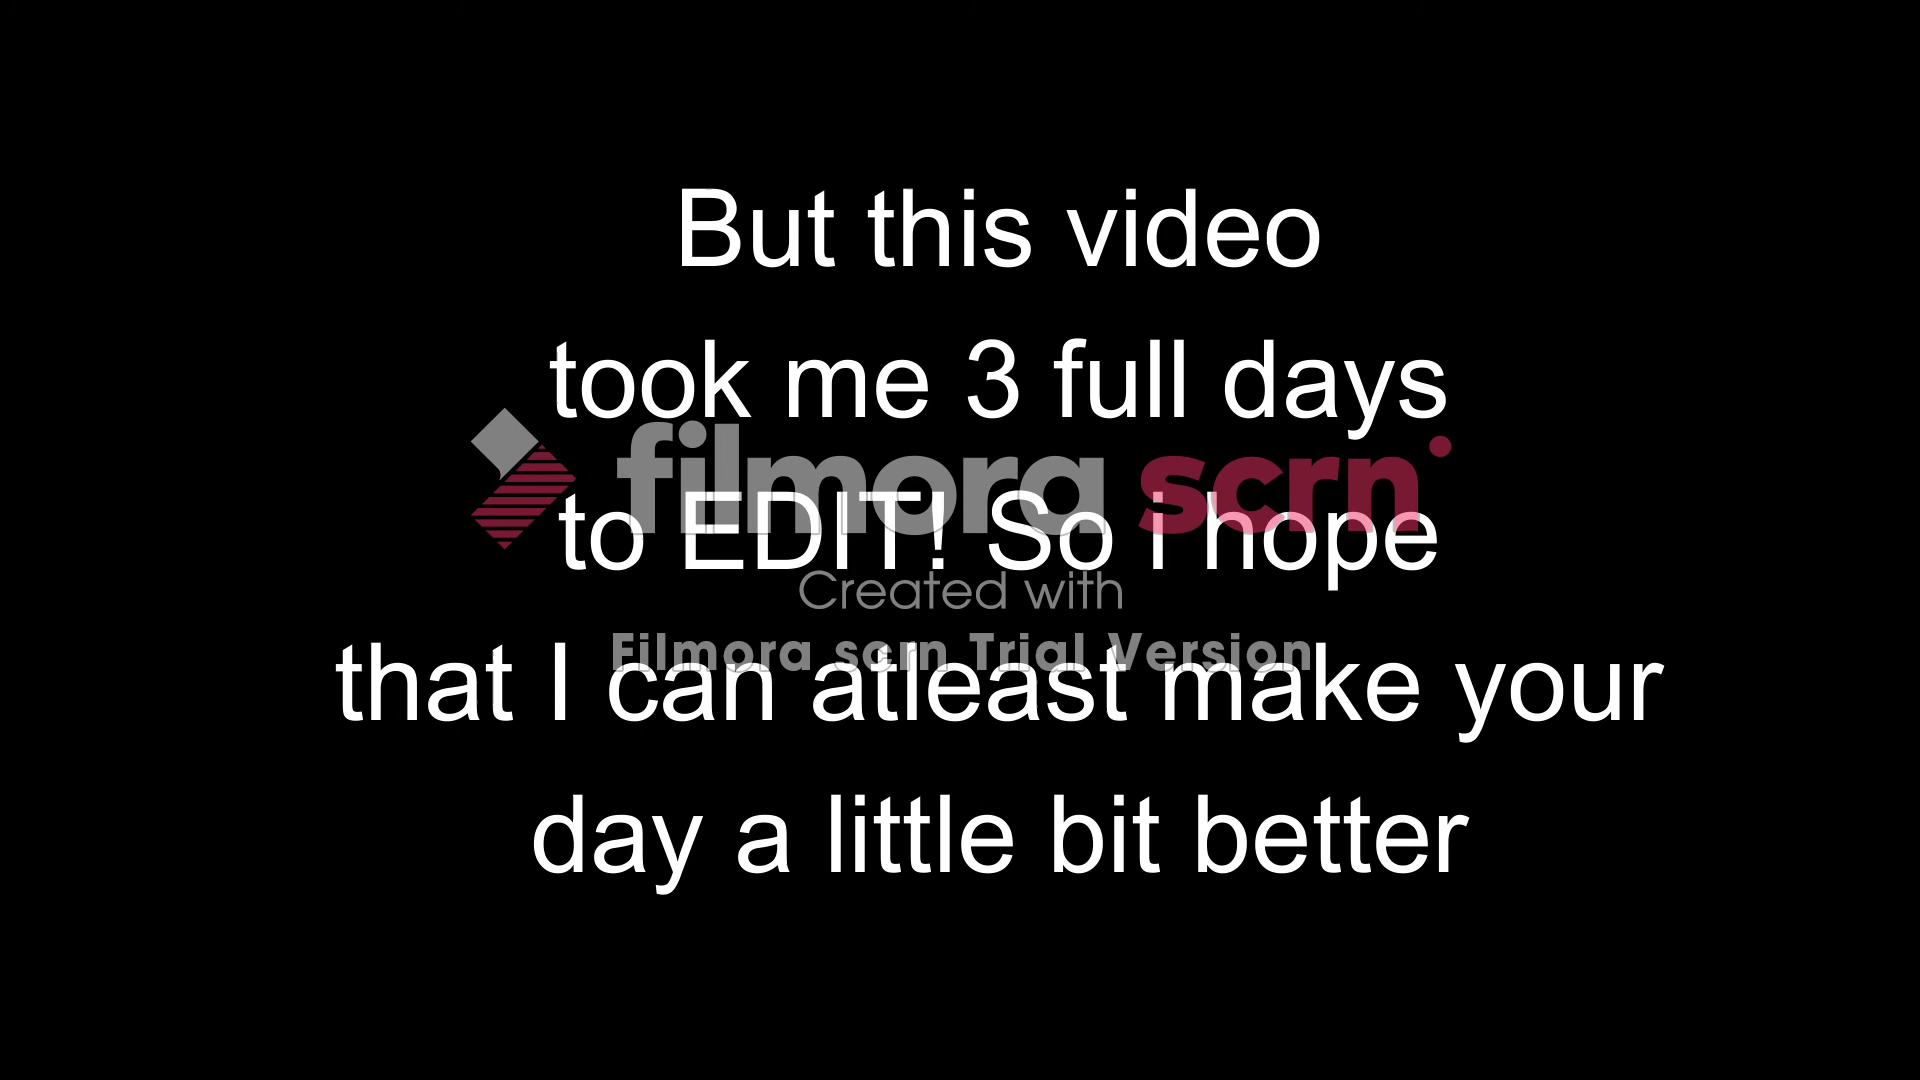 But this video
took me 3 full days
filmora scrn
to EDIT! So i hope
Created with
Filmora scrn Trial Version
that I can atleast make your
day a little bit better